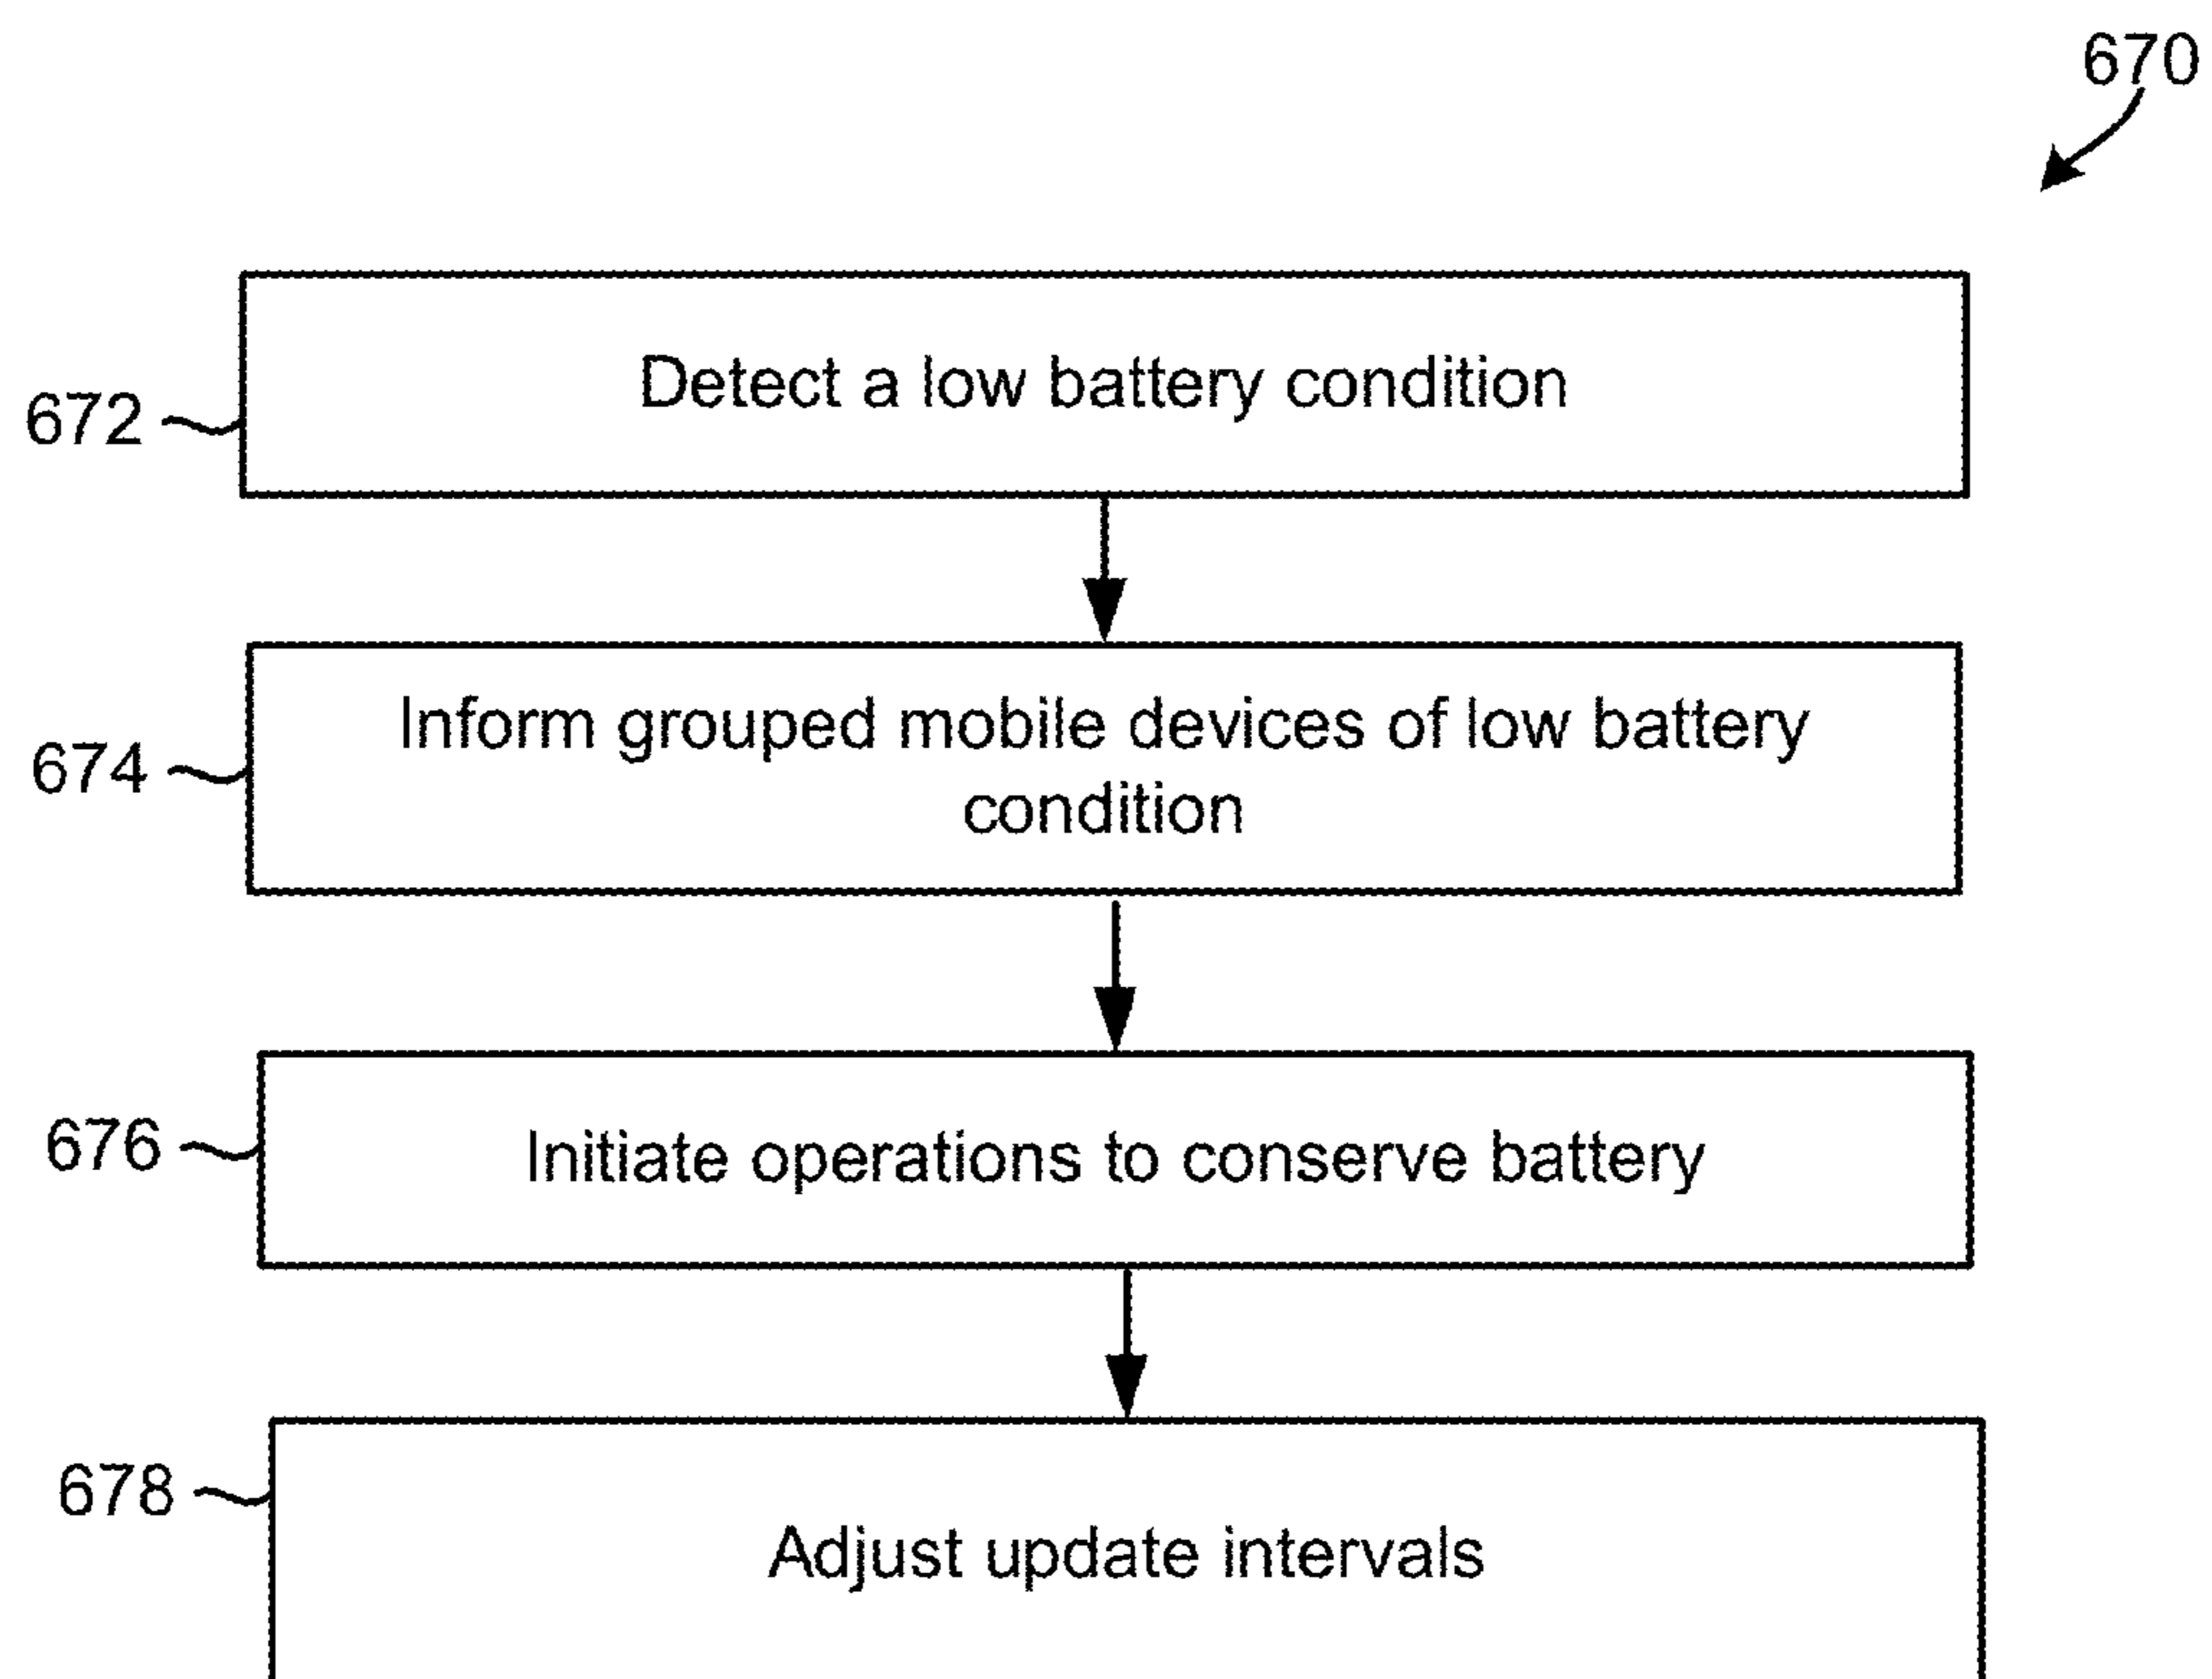 670
Detect a low battery condition
672
Inform grouped mobile devices of low battery
condition
674
Initiate operations to conserve battery
676
678
Adjust update intervals